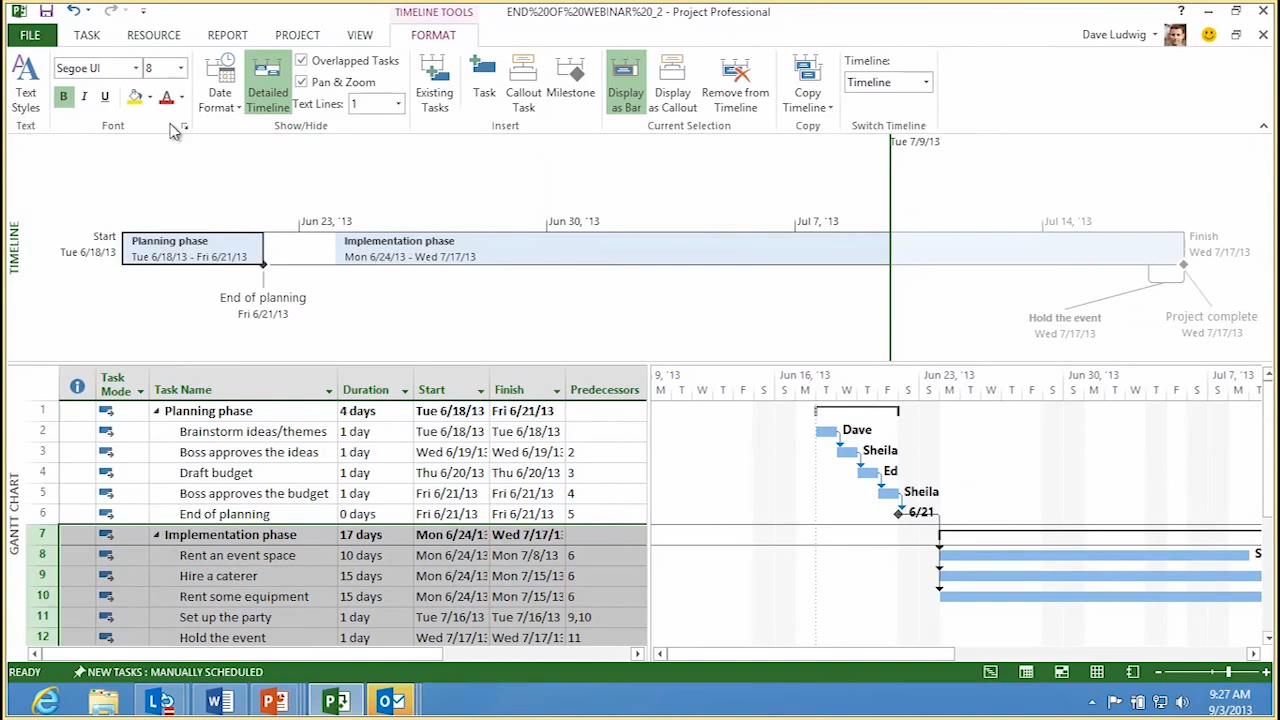 TIMELINE TOOLS
END%20OF%20WEBINAR%20_2 - Project Professional
?
FILE TASK RESOURCE REPORT PROJECT VIEW FORMAT
Dave Ludwig
Segoe UI 8
B I U
Text Styles
Date Format
Detailed Timeline
Overlapped Tasks
Pan & Zoom
Text Lines: 1
Existing Tasks
Task
Callout Task
Milestone
Display as Bar
Display as Callout
Remove from Timeline
Copy Timeline
Timeline:
Timeline
Text Font Show/Hide Insert Current Selection Copy Switch Timeline
Tue 7/9/13
TIMELINE
Jun 23, '13 Jun 30, '13 Jul 7, '13 Jul 14, '13
Start
Tue 6/18/13
Planning phase
Tue 6/18/13 - Fri 6/21/13
Implementation phase
Mon 6/24/13 - Wed 7/17/13
Finish
Wed 7/17/13
End of planning
Fri 6/21/13
Hold the event
Wed 7/17/13
Project complete
Wed 7/17/13
GANTT CHART
Task Mode Task Name Duration Start Finish Predecessors
1 Planning phase 4 days Tue 6/18/13 Fri 6/21/13
2 Brainstorm ideas/themes 1 day Tue 6/18/13 Tue 6/18/13
3 Boss approves the ideas 1 day Wed 6/19/13 Wed 6/19/13 2
4 Draft budget 1 day Thu 6/20/13 Thu 6/20/13 3
5 Boss approves the budget 1 day Fri 6/21/13 Fri 6/21/13 4
6 End of planning 0 days Fri 6/21/13 Fri 6/21/13 5
7 Implementation phase 17 days Mon 6/24/13 Wed 7/17/13
8 Rent an event space 10 days Mon 6/24/13 Mon 7/8/13 6
9 Hire a caterer 15 days Mon 6/24/13 Mon 7/15/13 6
10 Rent some equipment 15 days Mon 6/24/13 Mon 7/15/13 6
11 Set up the party 1 day Tue 7/16/13 Tue 7/16/13 9,10
12 Hold the event 1 day Wed 7/17/13 Wed 7/17/13 11
9, '13 Jun 16, '13 Jun 23, '13 Jun 30, '13 Jul 7, '13
M T W T F S S M T W T F S S M T W T F S S M T W T F S S M T
Dave
Sheila
Ed
Sheila
6/21
S
READY NEW TASKS : MANUALLY SCHEDULED
9:27 AM
9/3/2013